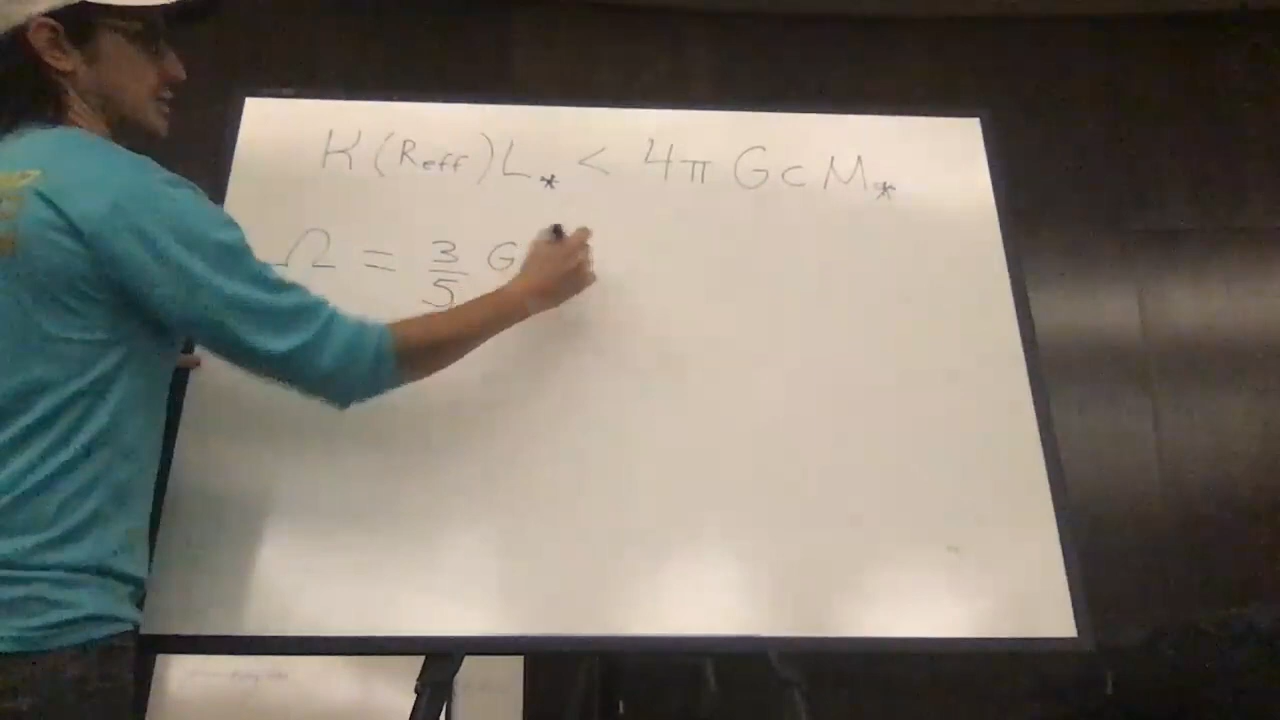 K(Reff)L* < 4π G c M*
Ω = 3/5 G